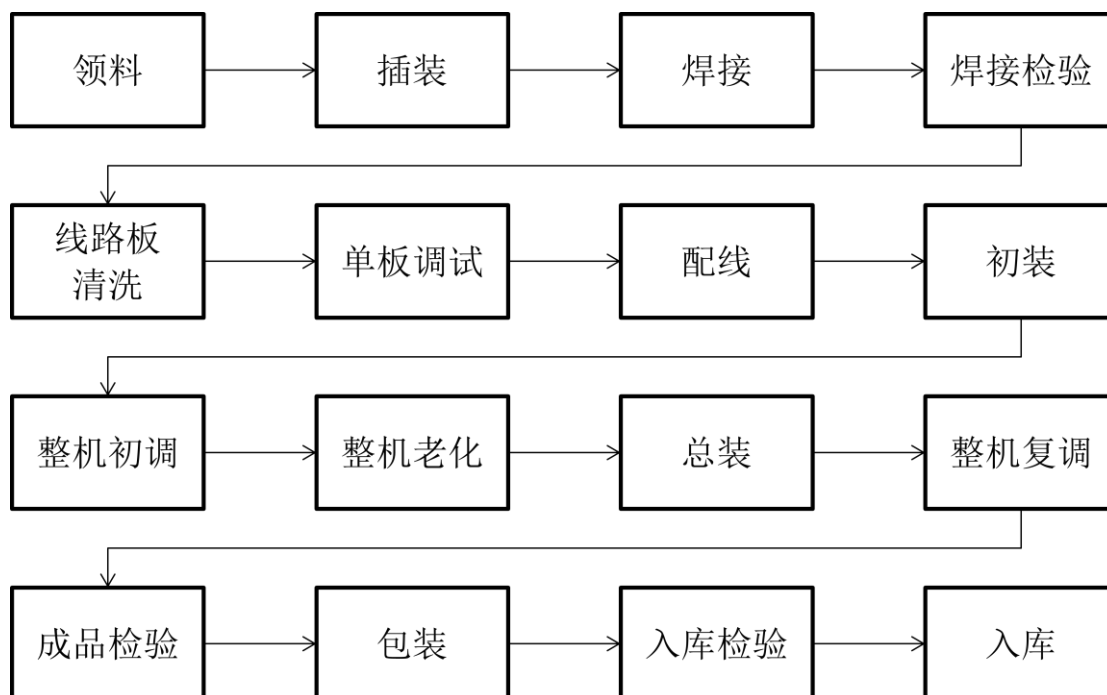 领料
插装
焊接
焊接检验
线路板
清洗
单板调试
配线
初装
整机初调
整机老化
总装
整机复调
成品检验
包装
入库检验
入库